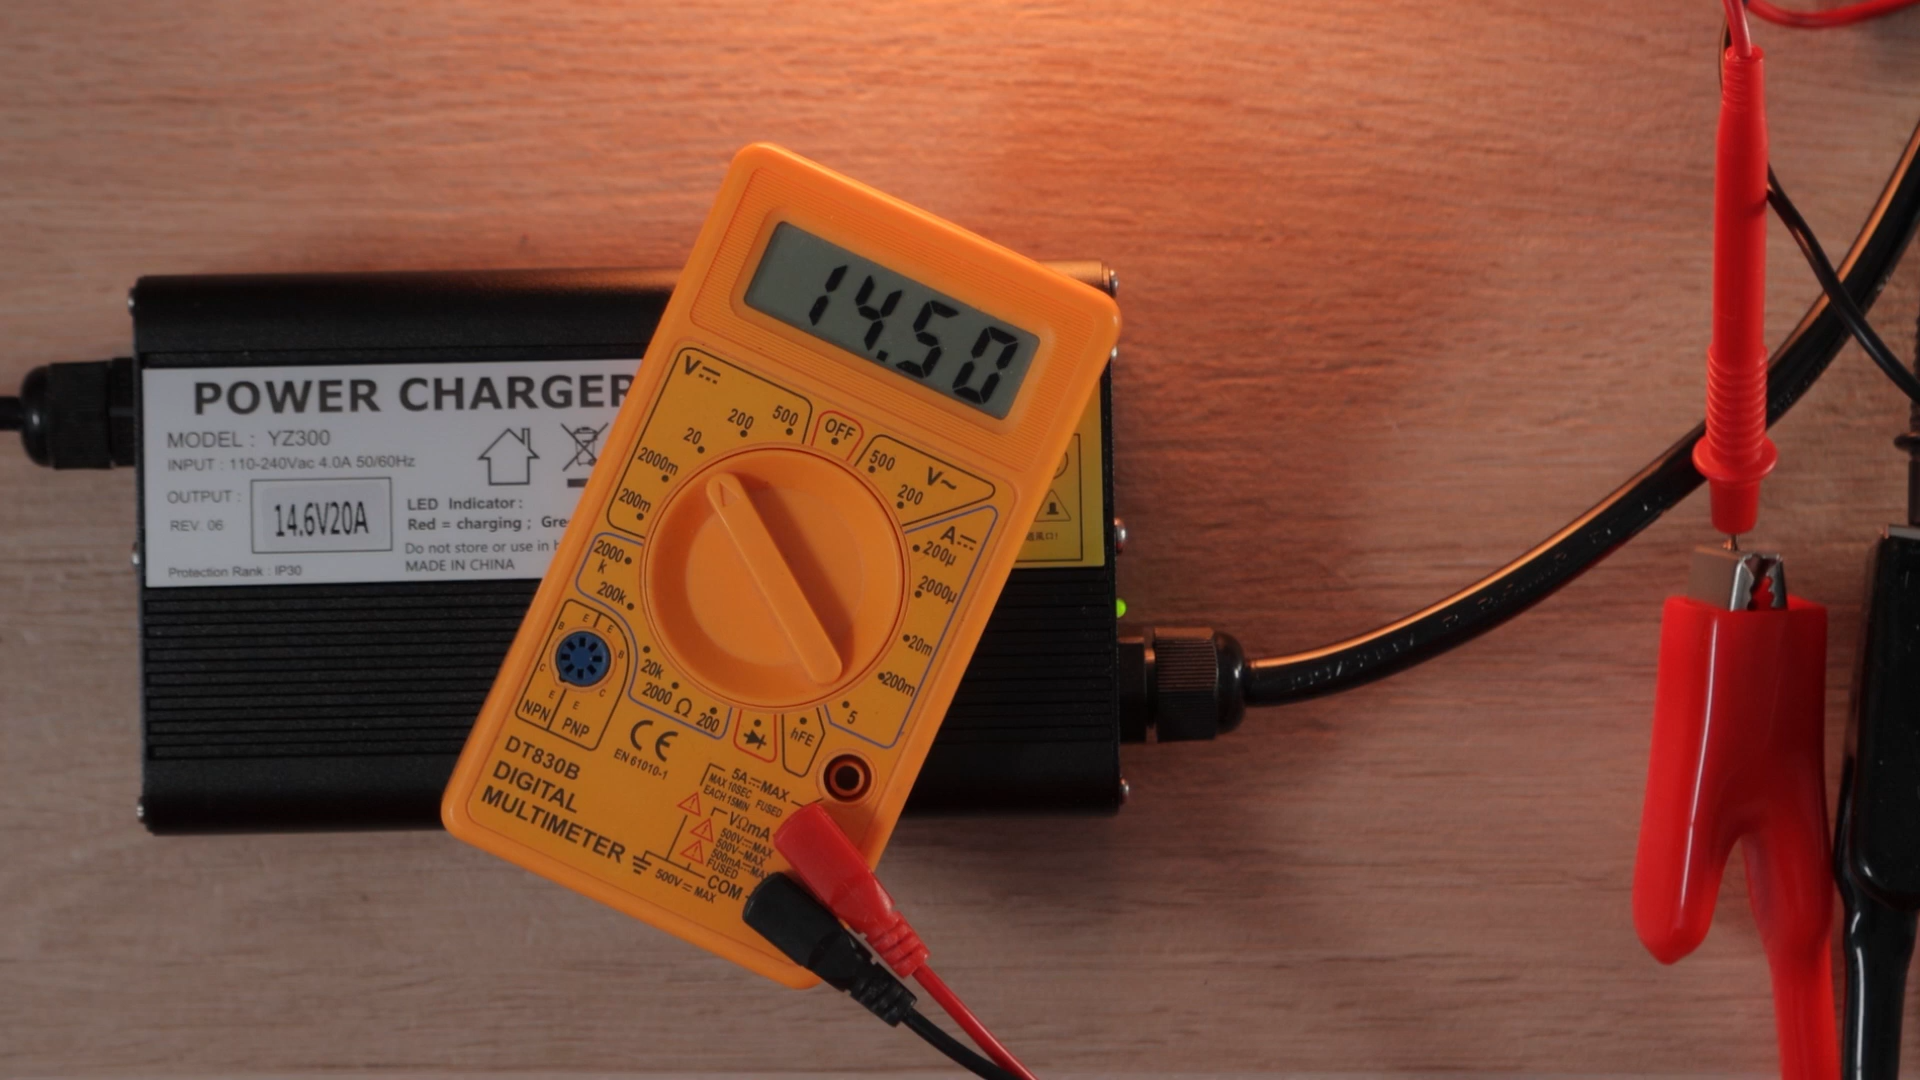 14.50
POWER CHARGER
MODEL : YZ300
INPUT : 110-240Vac 4.0A 50/60Hz
OUTPUT :
14.6V20A
REV. 06
LED Indicator :
Red = charging ;
Do not store or use in
MADE IN CHINA
Protection Rank : IP30
V
OFF
V~
A
500
200
20
2000m
200m
2000
k
200k
20k
2000
Ω
200
500
200
200µ
2000µ
20m
200m
5
hFE
E
E
B
B
C
C
E
E
NPN
PNP
CE
EN 61010-1
DT830B
DIGITAL
MULTIMETER
5A MAX
MAX 10SEC FUSED
EACH 15MIN
VΩmA
500V MAX
500V~MAX
500mA MAX
FUSED
COM
500V MAX